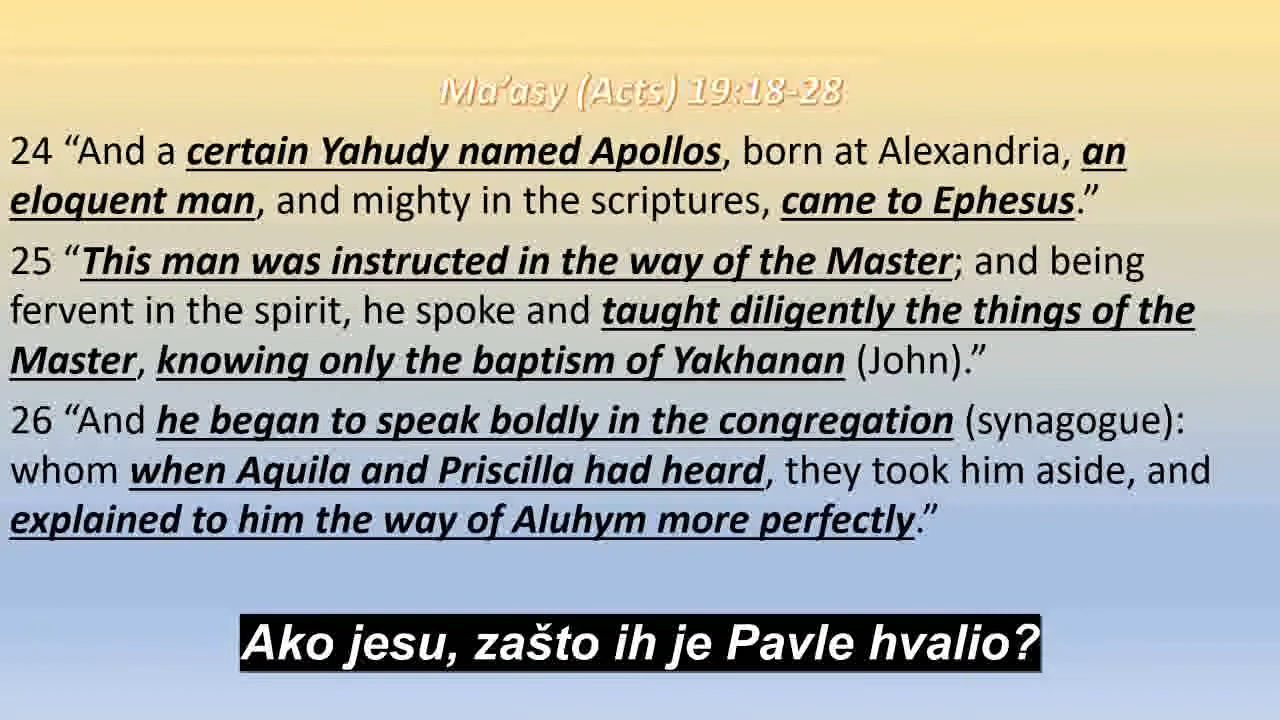 Ma’asy (Acts) 19:18-28
24 “And a certain Yahudy named Apollos, born at Alexandria, an
eloquent man, and mighty in the scriptures, came to Ephesus.”
25 “This man was instructed in the way of the Master; and being
fervent in the spirit, he spoke and taught diligently the things of the
Master, knowing only the baptism of Yakhanan (John).”
26 “And he began to speak boldly in the congregation (synagogue):
whom when Aquila and Priscilla had heard, they took him aside, and
explained to him the way of Aluhym more perfectly.”
Ako jesu, zašto ih je Pavle hvalio?